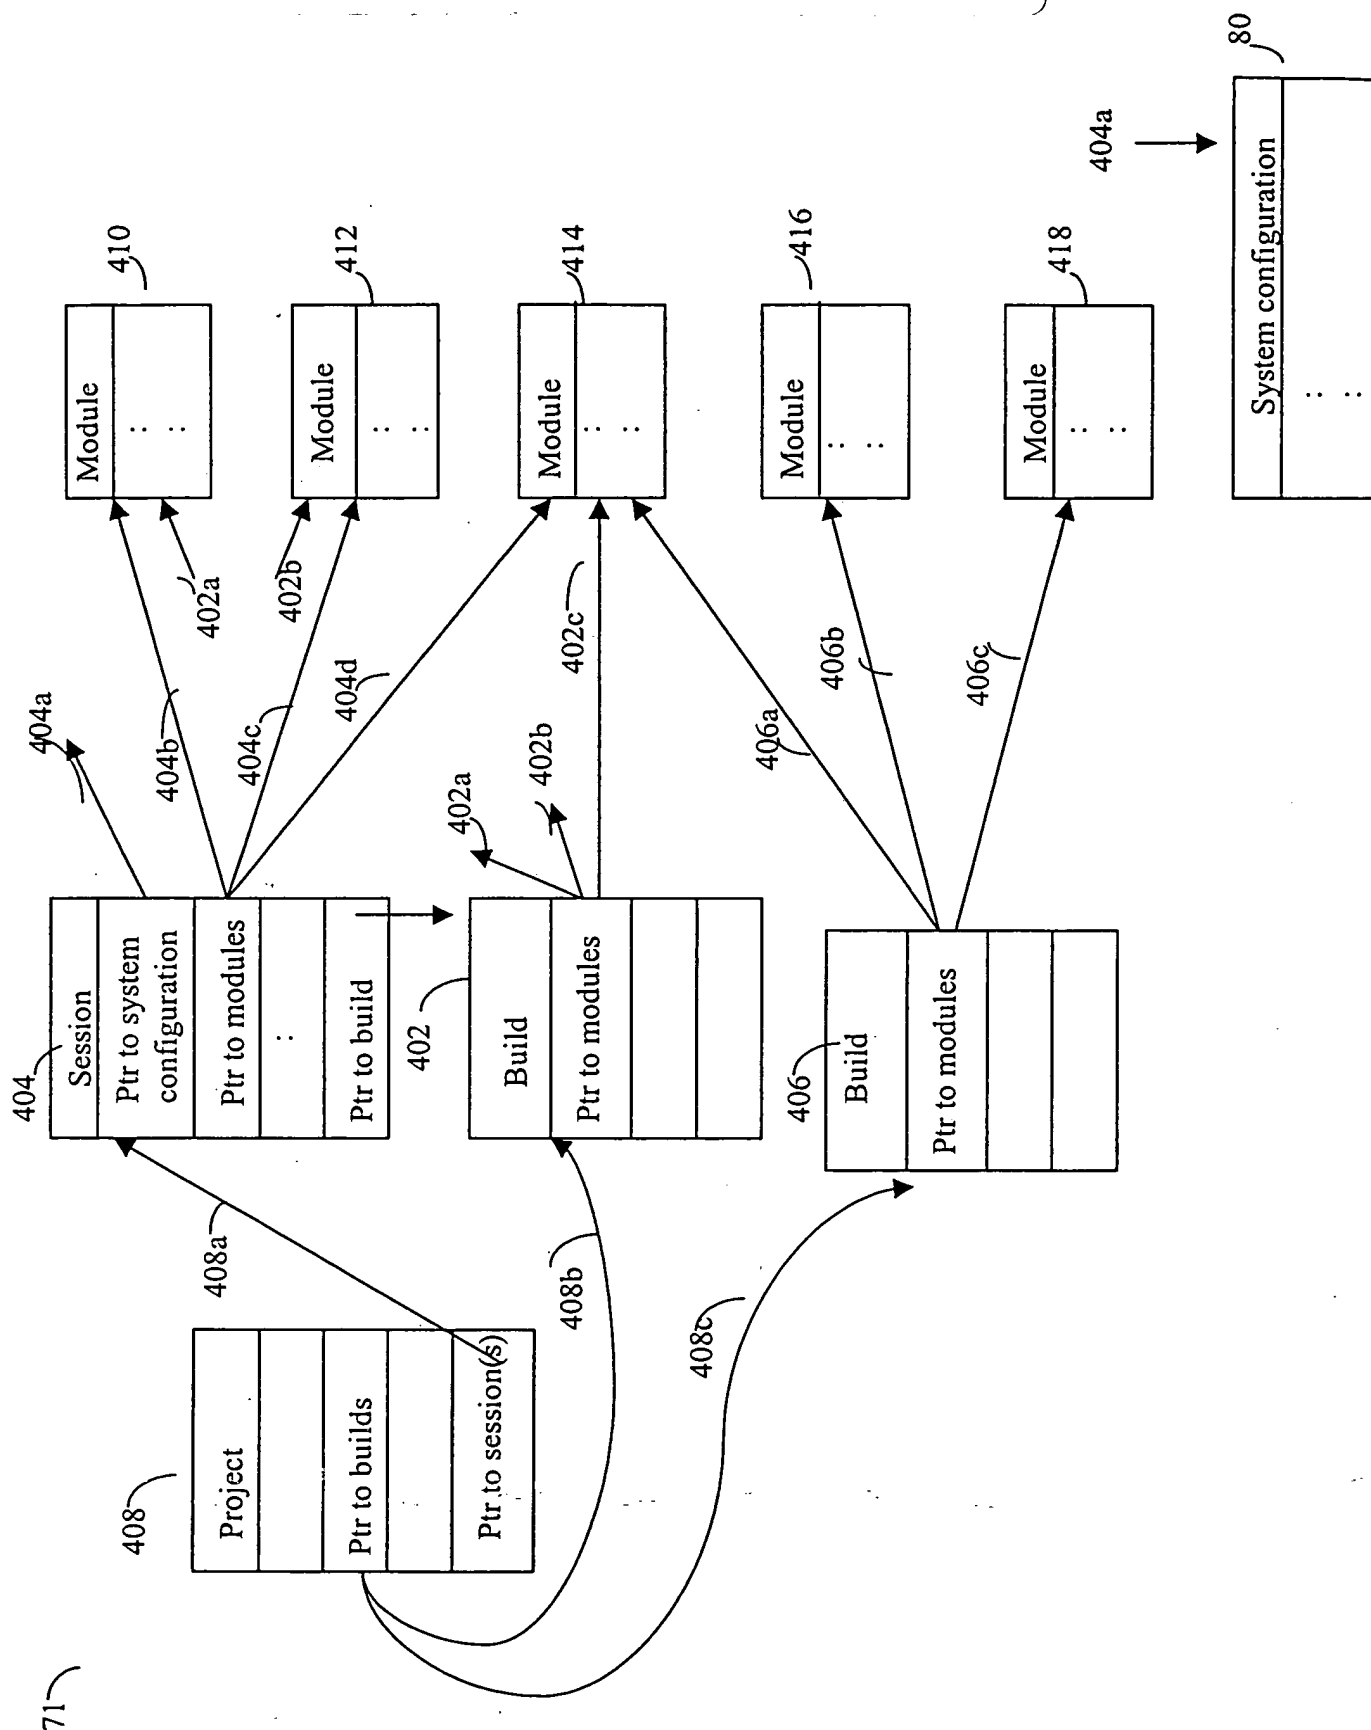 71
408
Project
Ptr to builds
Ptr to session(s)
408a
408b
408c
404
Session
Ptr to system
configuration
Ptr to modules
:
Ptr to build
402
Build
Ptr to modules
406
Build
Ptr to modules
404a
404b
404c
404d
402a
402b
402c
406a
406b
406c
402a
402b
Module
: :
410
Module
: :
412
Module
: :
414
Module
: :
416
Module
: :
418
404a
System configuration
: :
80